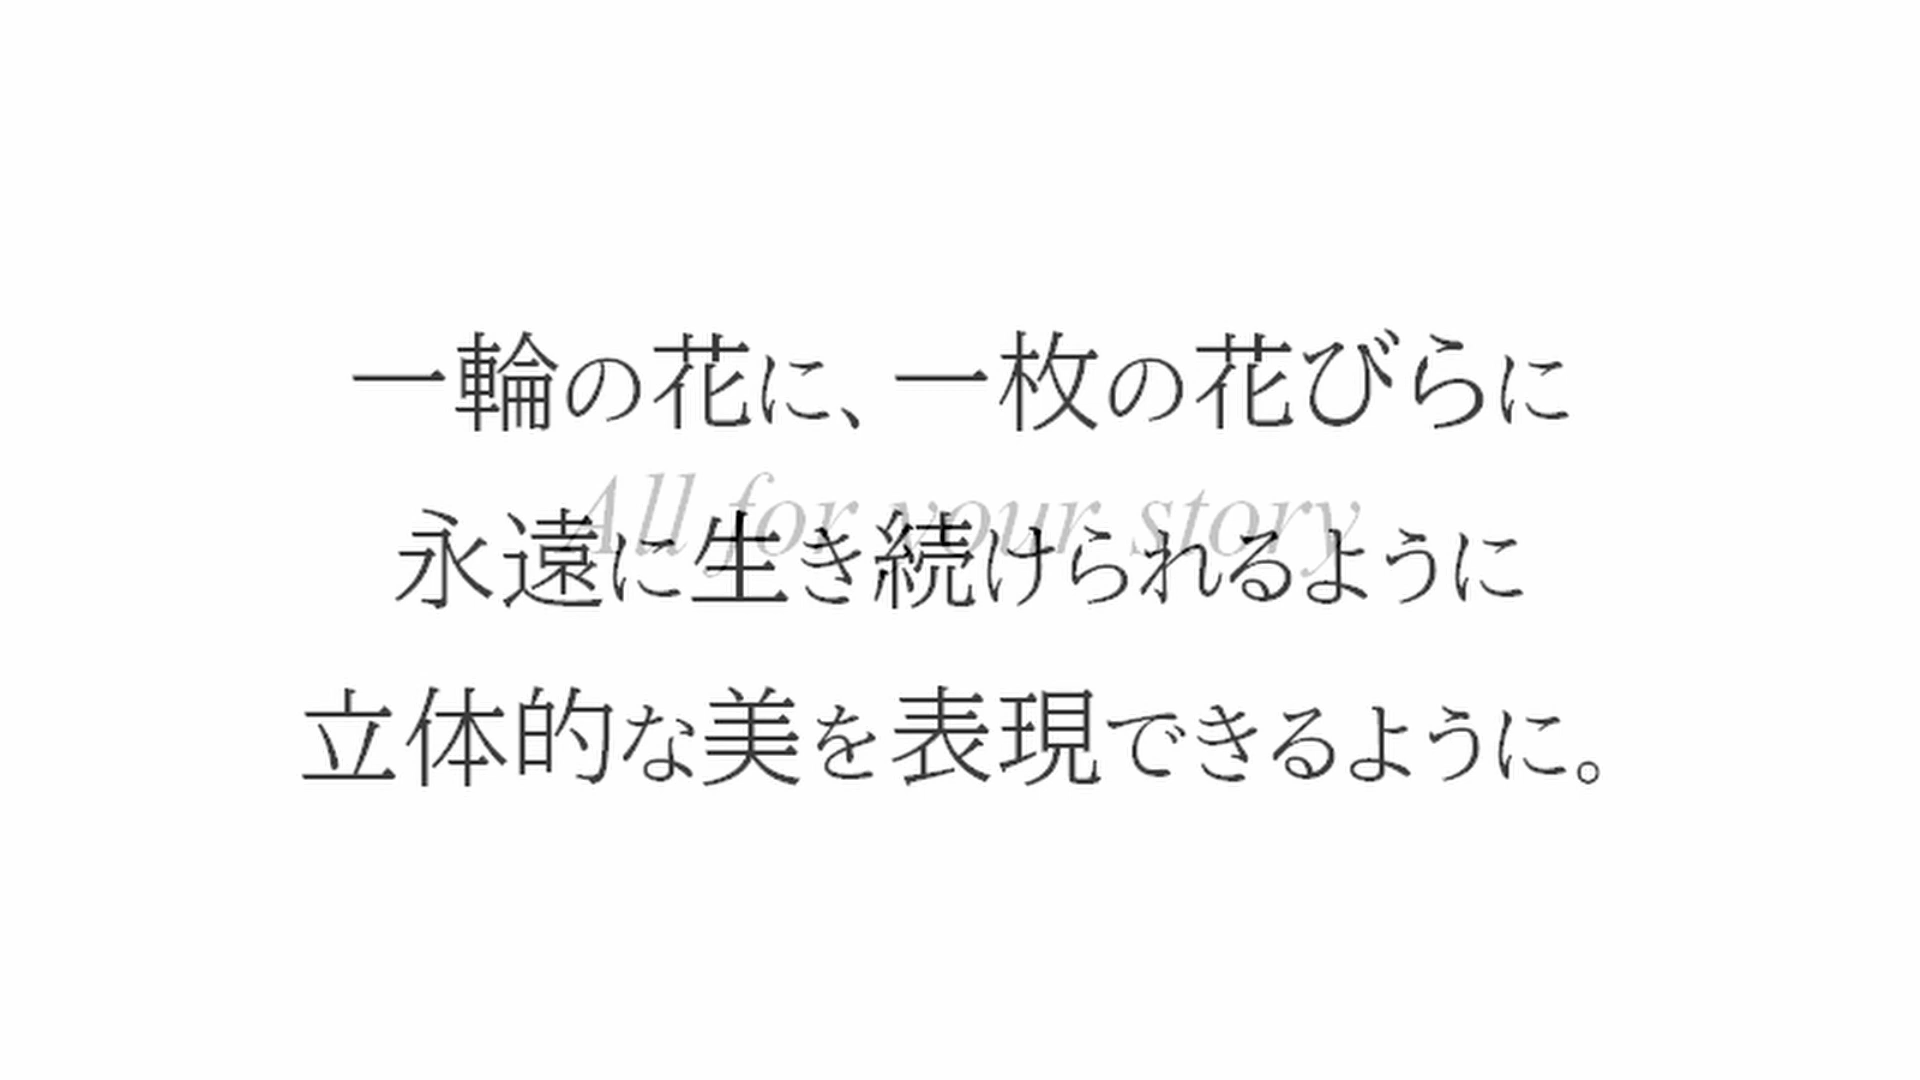 一輪の花に、一枚の花びらに
All for your story
永遠に生き続けられるように
立体的な美を表現できるように。